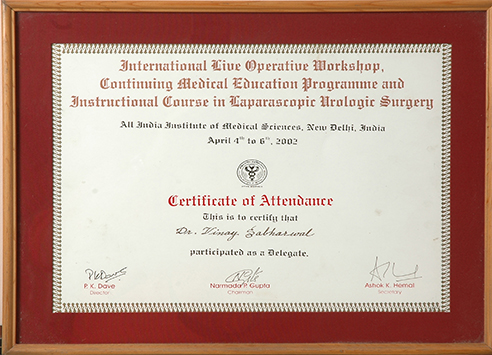 International Live Operative Workshop,
Continuing Medical Education Programme and
Instructional Course in Laparascopic Urologic Surgery
All India Institute of Medical Sciences, New Delhi, India
April 4th to 6th, 2002
Certificate of Attendance
This is to certify that
Dr. Vinay Sabharwal
participated as a Delegate.
P. K. Dave
Director
Narmada P. Gupta
Chairman
Ashok K. Hemal
Secretary